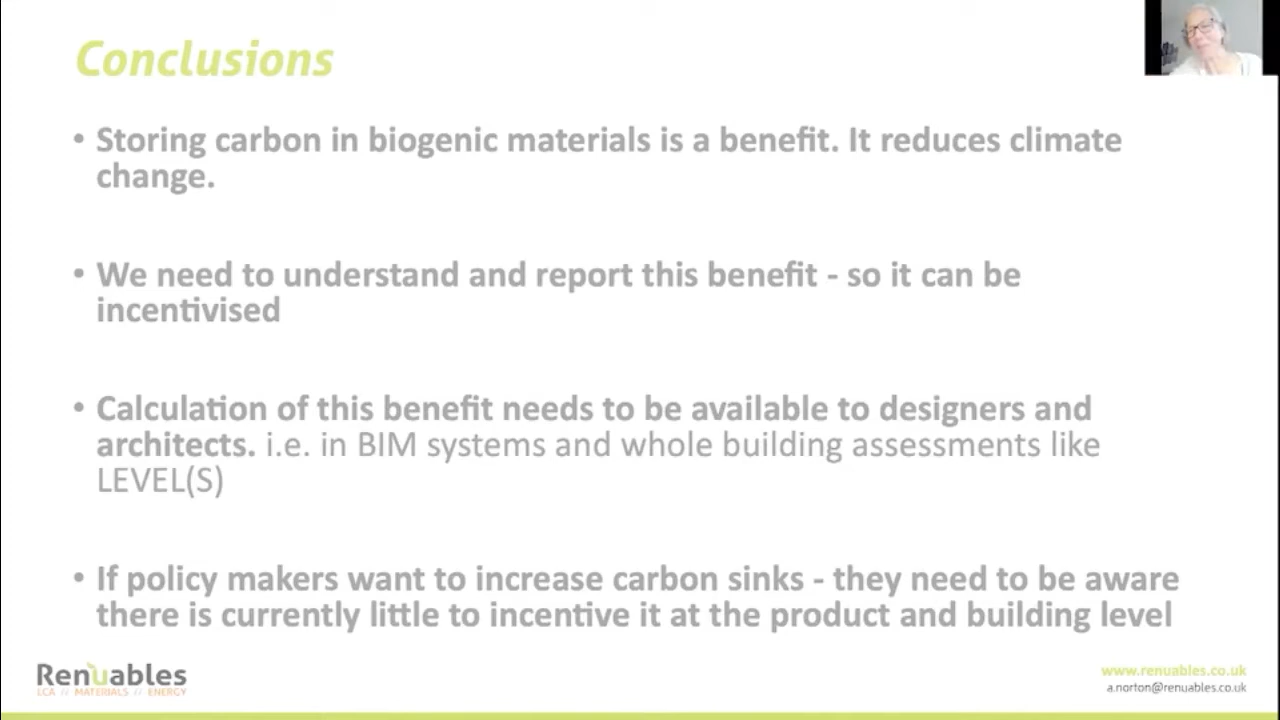 Conclusions
• Storing carbon in biogenic materials is a benefit. It reduces climate
change.
• We need to understand and report this benefit - so it can be
incentivised
• Calculation of this benefit needs to be available to designers and
architects. i.e. in BIM systems and whole building assessments like
LEVEL(S)
• If policy makers want to increase carbon sinks - they need to be aware
there is currently little to incentive it at the product and building level
Renuables
LCA // MATERIALS // ENERGY
www.renuables.co.uk
a.norton@renuables.co.uk